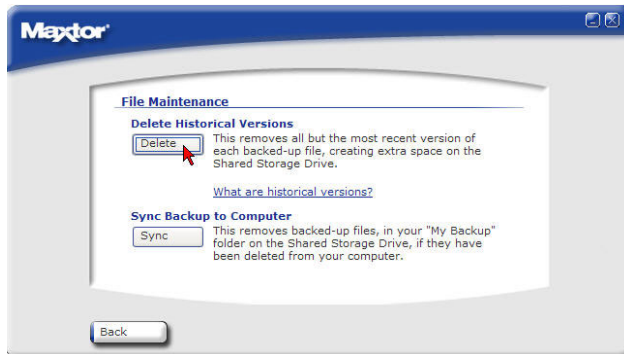 Maxtor
File Maintenance
Delete Historical Versions
Delete
This removes all but the most recent version of
each backed-up file, creating extra space on the
Shared Storage Drive.
What are historical versions?
Sync Backup to Computer
Sync
This removes backed-up files, in your "My Backup"
folder on the Shared Storage Drive, if they have
been deleted from your computer.
Back